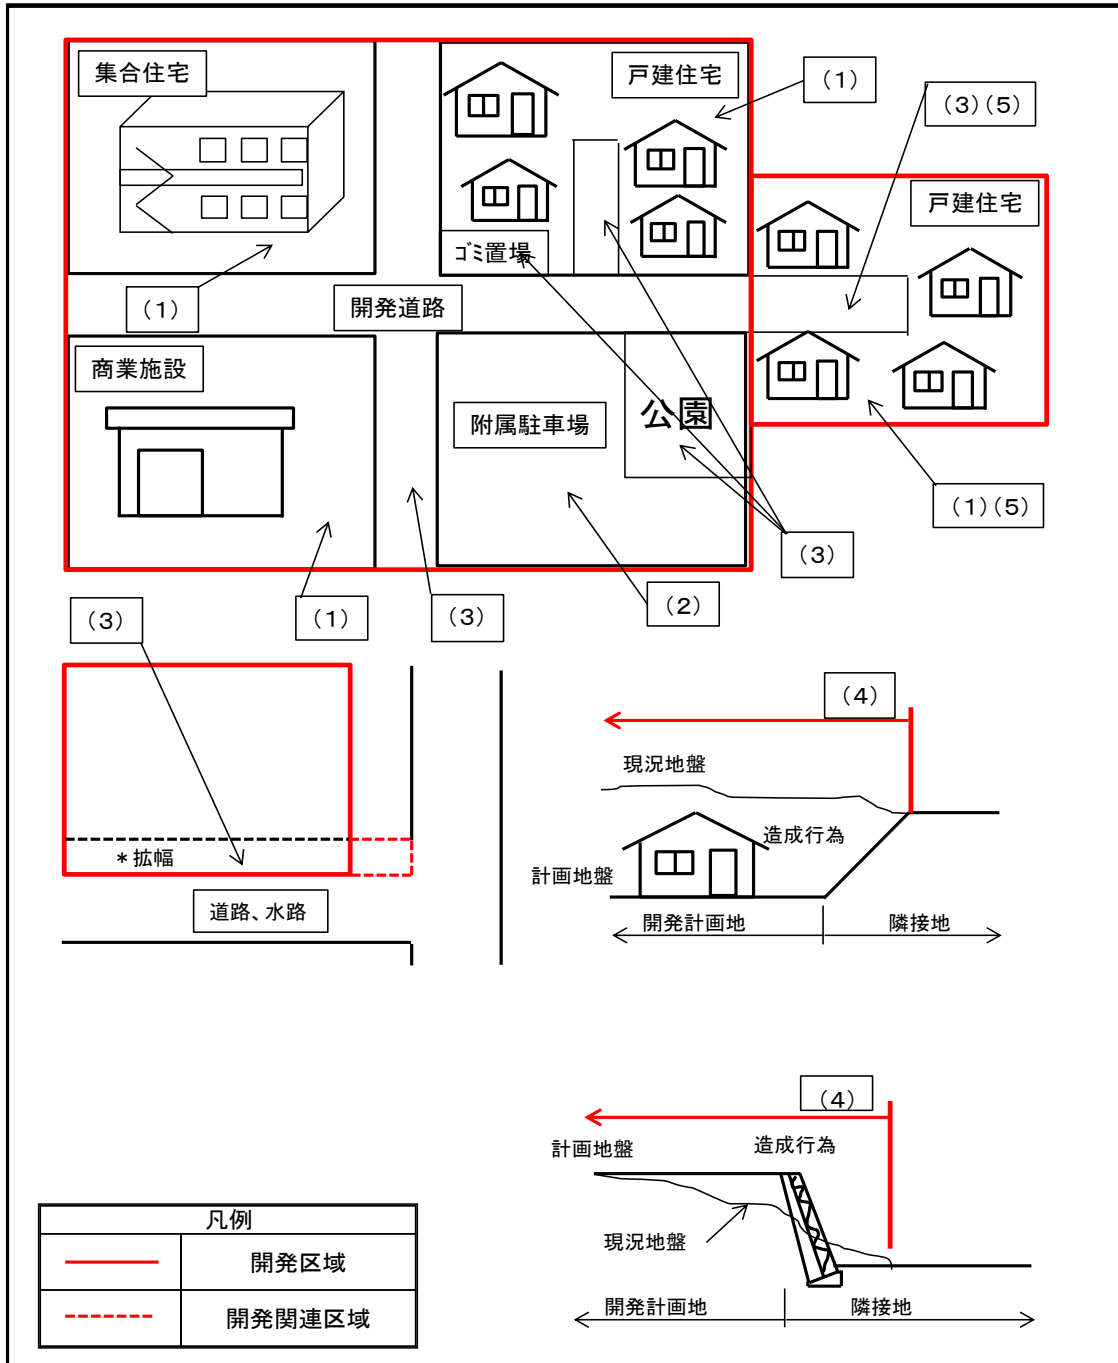 集合住宅
戸建住宅
(1)
(3)(5)
戸建住宅
ゴミ置場
(1)
開発道路
商業施設
附属駐車場
公園
(1)(5)
(3)
(3)
(1)
(3)
(2)
(4)
現況地盤
*拡幅
造成行為
計画地盤
道路、水路
開発計画地
隣接地
(4)
計画地盤
造成行為
現況地盤
開発計画地
隣接地
凡例
開発区域
開発関連区域